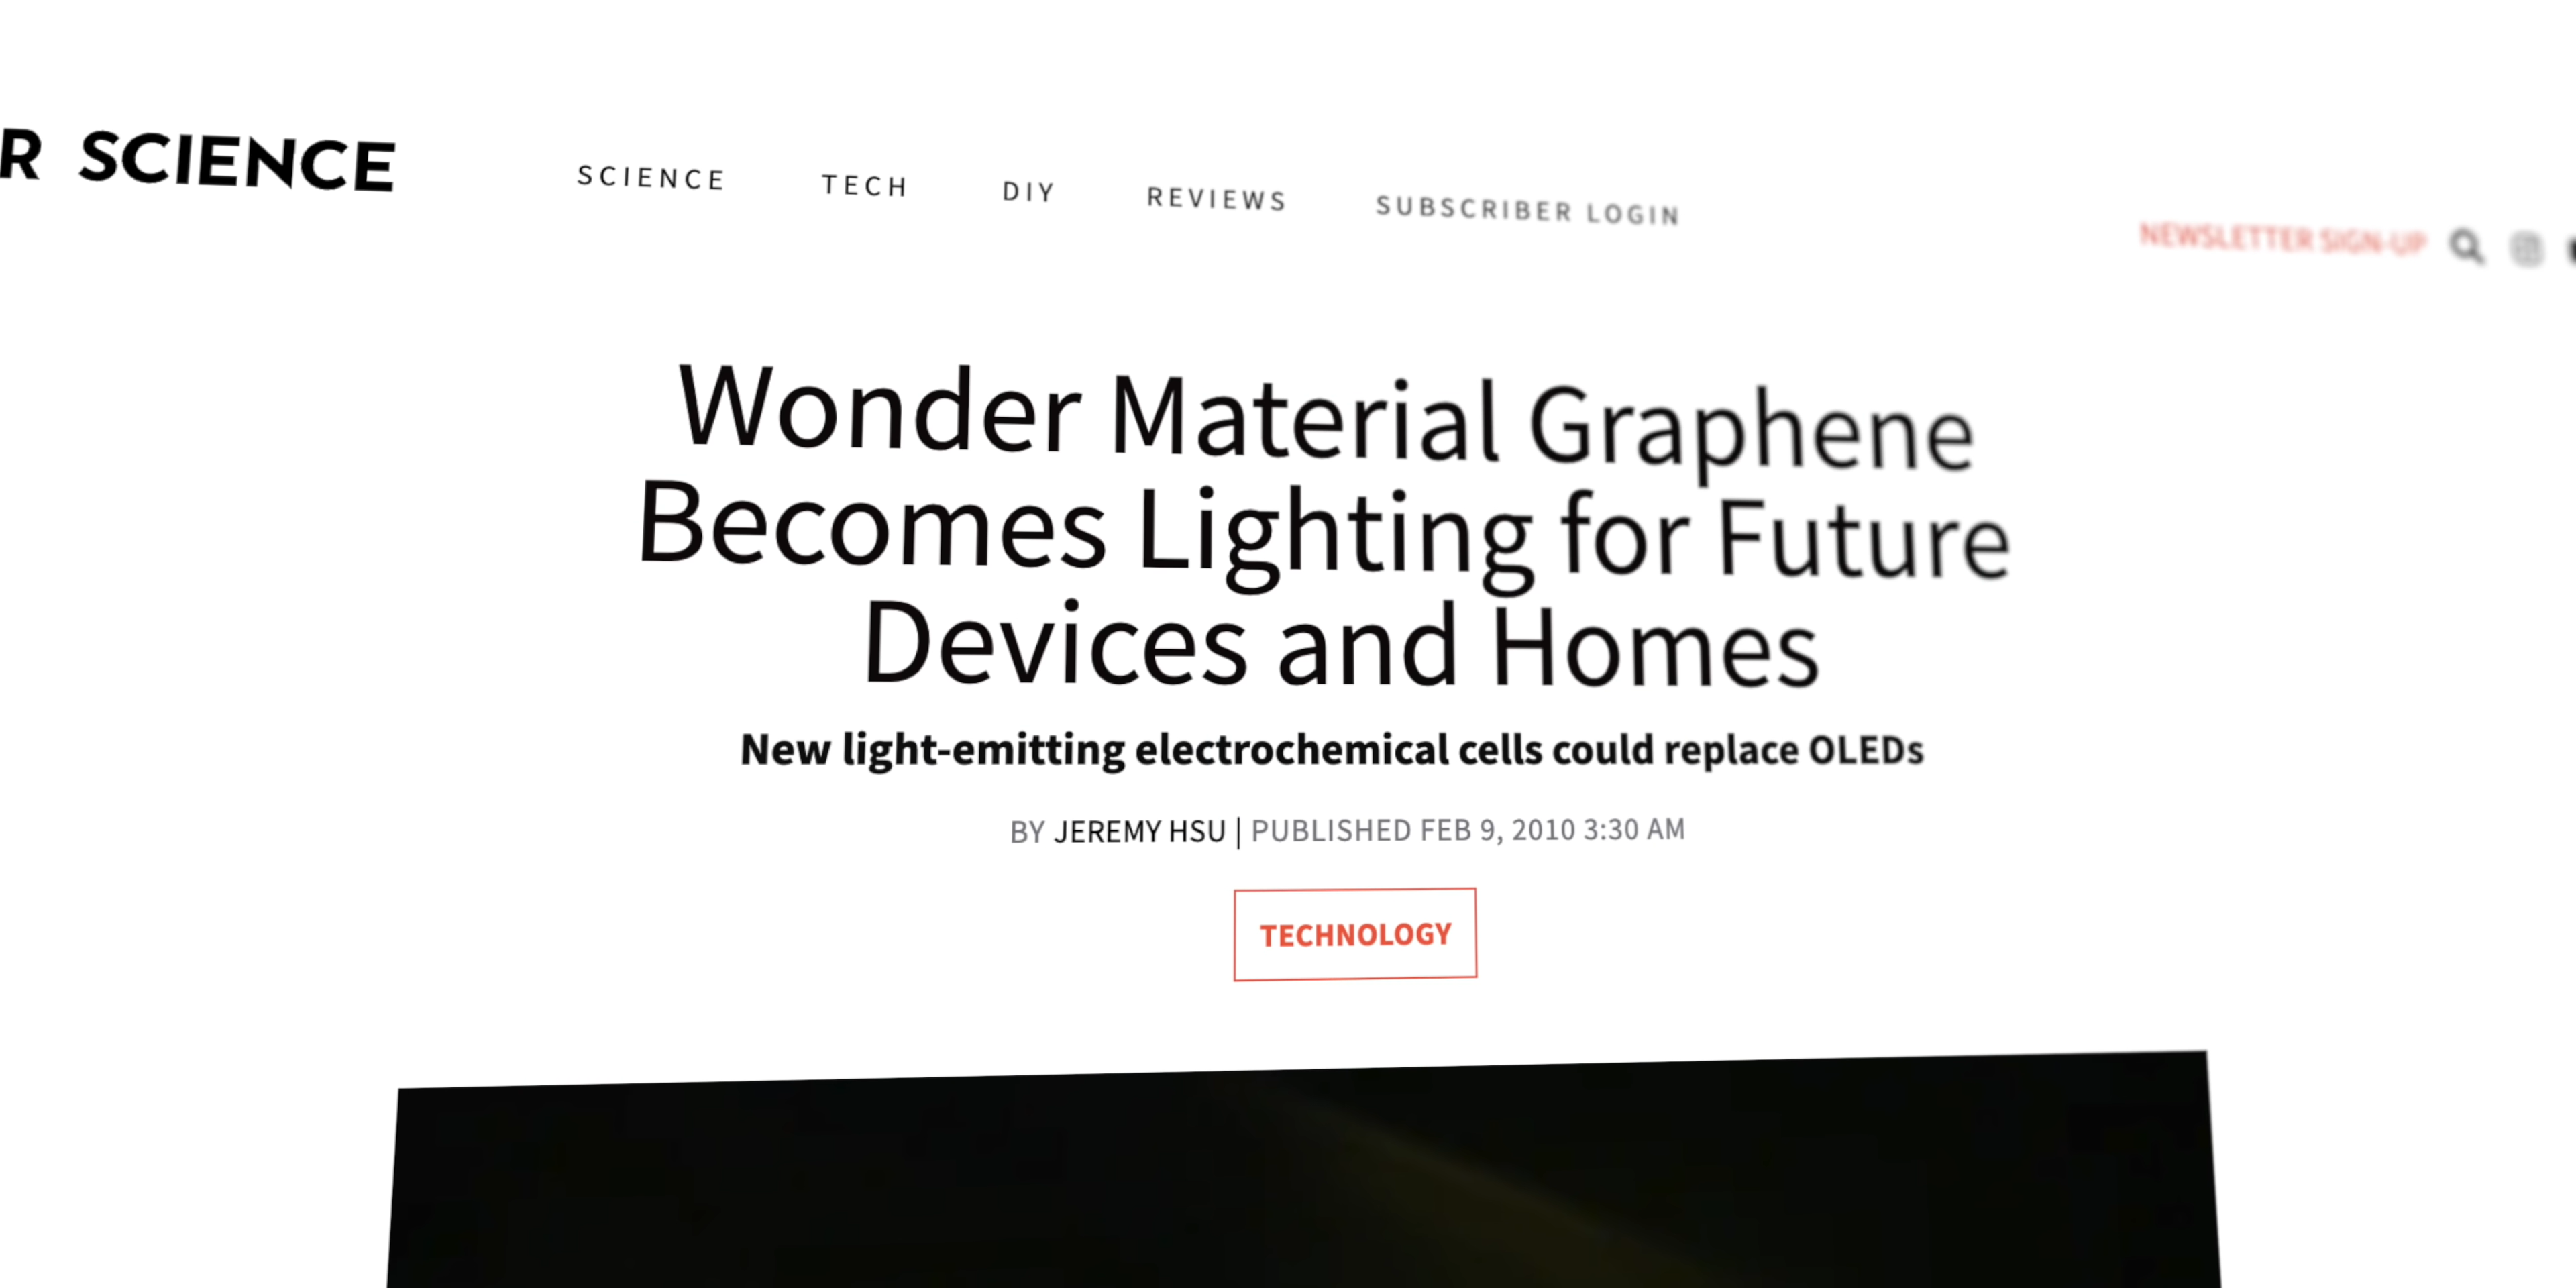 R SCIENCE
SCIENCE TECH DIY REVIEWS SUBSCRIBER LOGIN
NEWSLETTER SIGN-UP
Wonder Material Graphene
Becomes Lighting for Future
Devices and Homes
New light-emitting electrochemical cells could replace OLEDs
BY JEREMY HSU | PUBLISHED FEB 9, 2010 3:30 AM
TECHNOLOGY